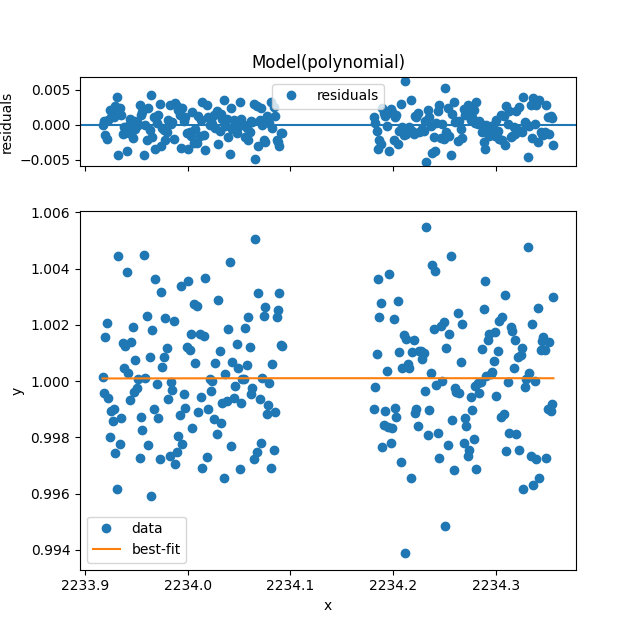 Model(polynomial)
residuals
0.005
0.000
−0.005
residuals
1.006
1.004
1.002
1.000
0.998
0.996
0.994
y
data
best-fit
2233.9 2234.0 2234.1 2234.2 2234.3
x